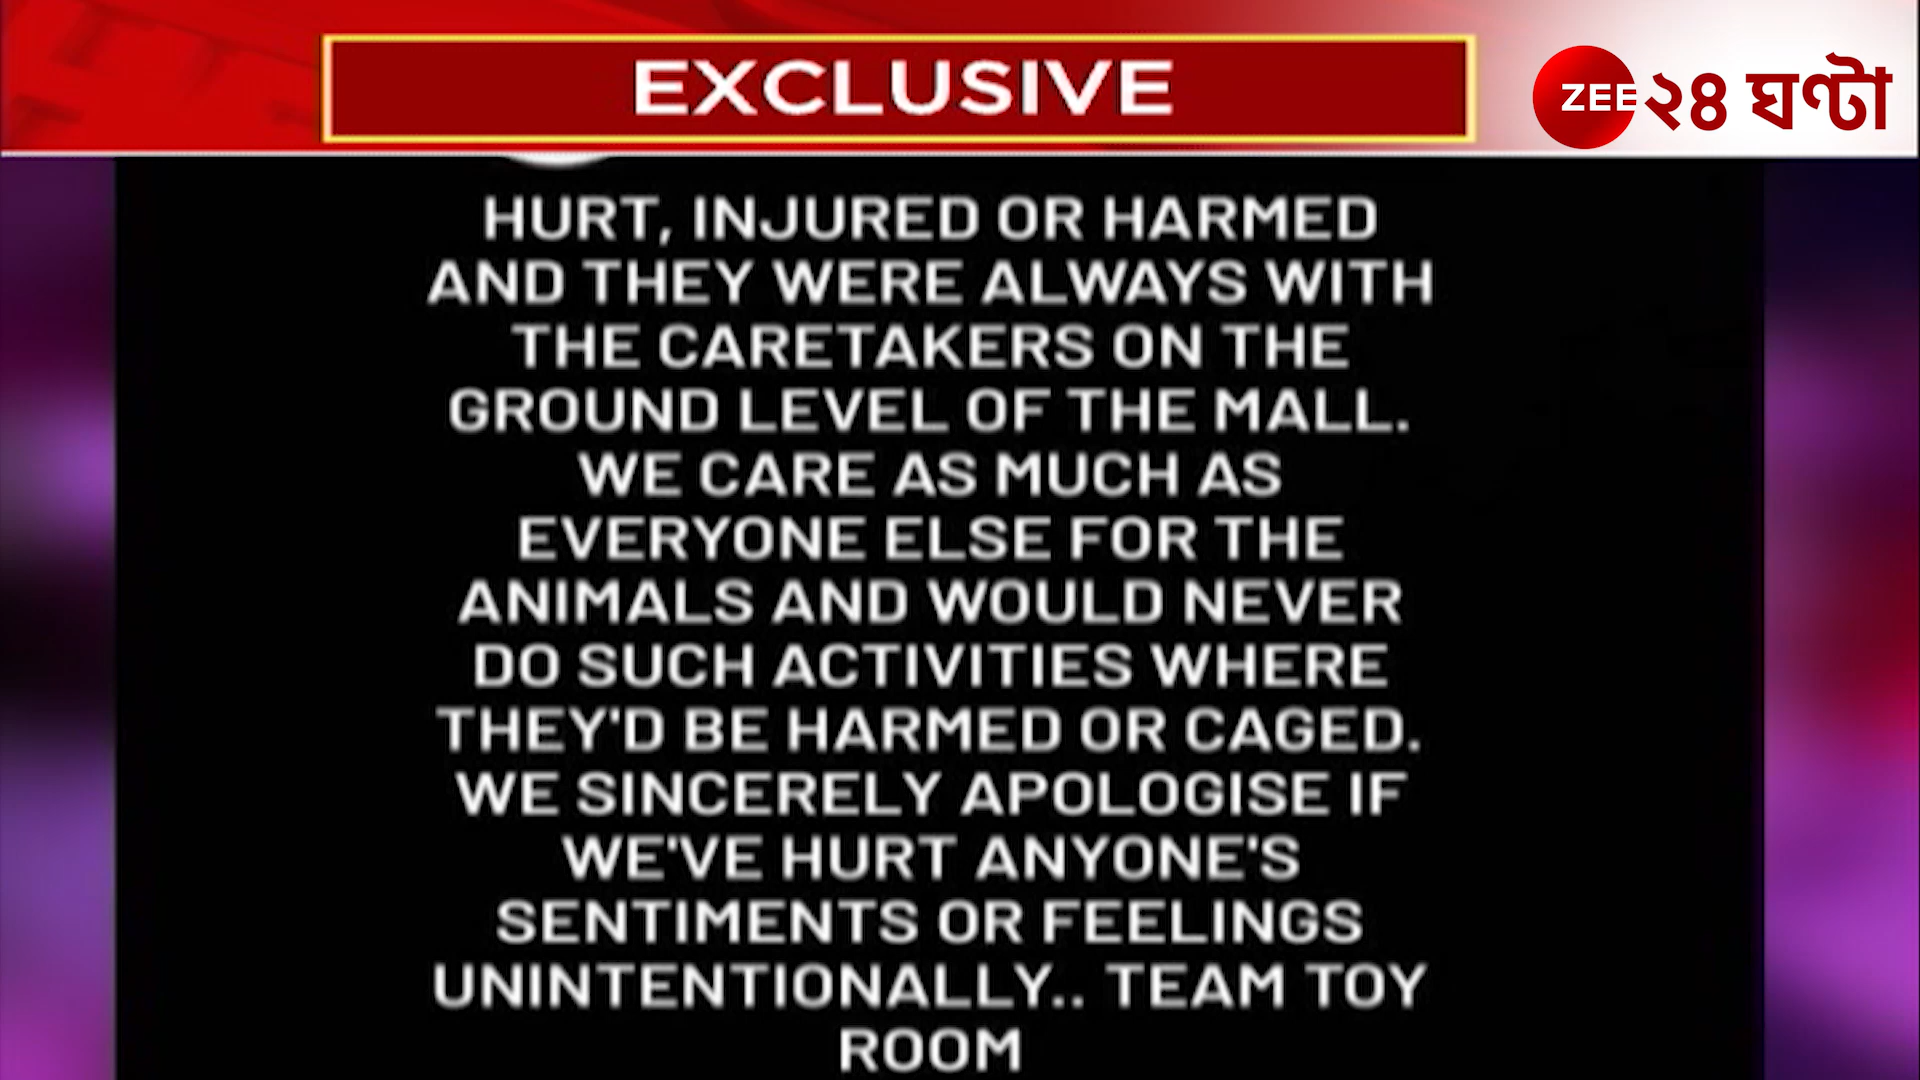 EXCLUSIVE
ZEE ২৪ ঘণ্টা
HURT, INJURED OR HARMED
AND THEY WERE ALWAYS WITH
THE CARETAKERS ON THE
GROUND LEVEL OF THE MALL.
WE CARE AS MUCH AS
EVERYONE ELSE FOR THE
ANIMALS AND WOULD NEVER
DO SUCH ACTIVITIES WHERE
THEY'D BE HARMED OR CAGED.
WE SINCERELY APOLOGISE IF
WE'VE HURT ANYONE'S
SENTIMENTS OR FEELINGS
UNINTENTIONALLY.. TEAM TOY
ROOM